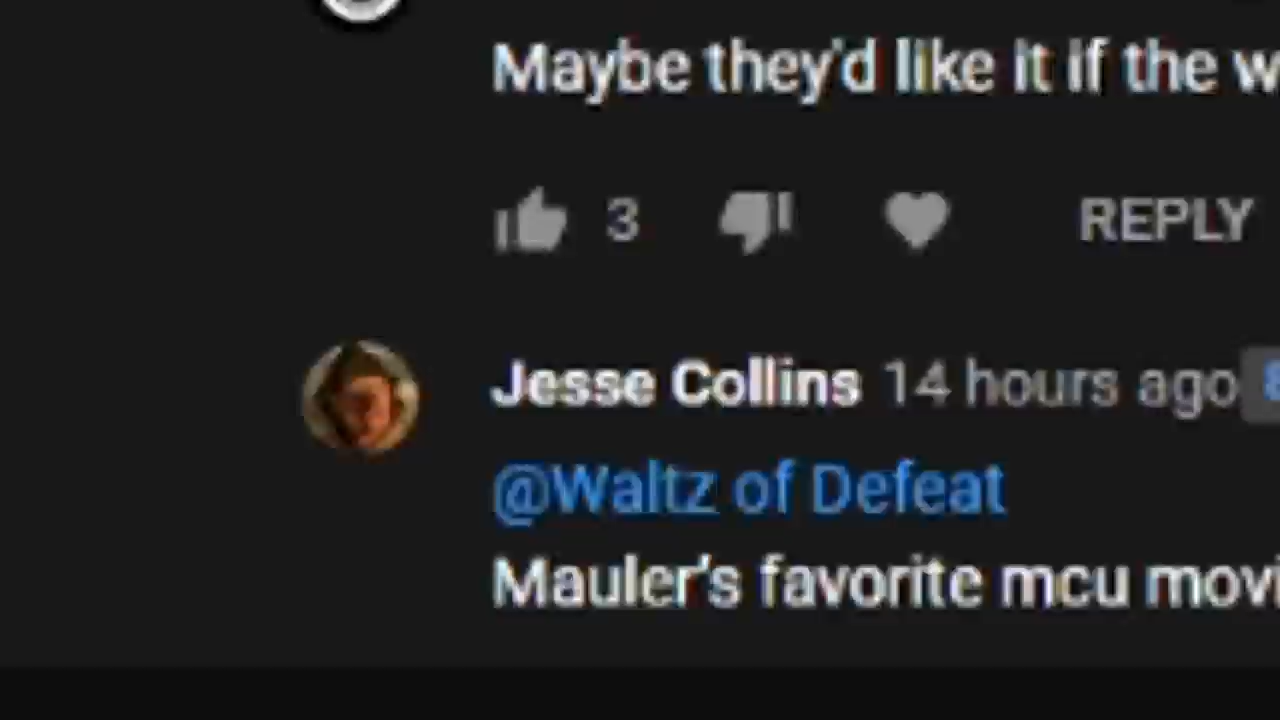 Maybe they'd like it if the w
3 REPLY
Jesse Collins 14 hours ago
@Waltz of Defeat
Mauler's favorite mcu movi